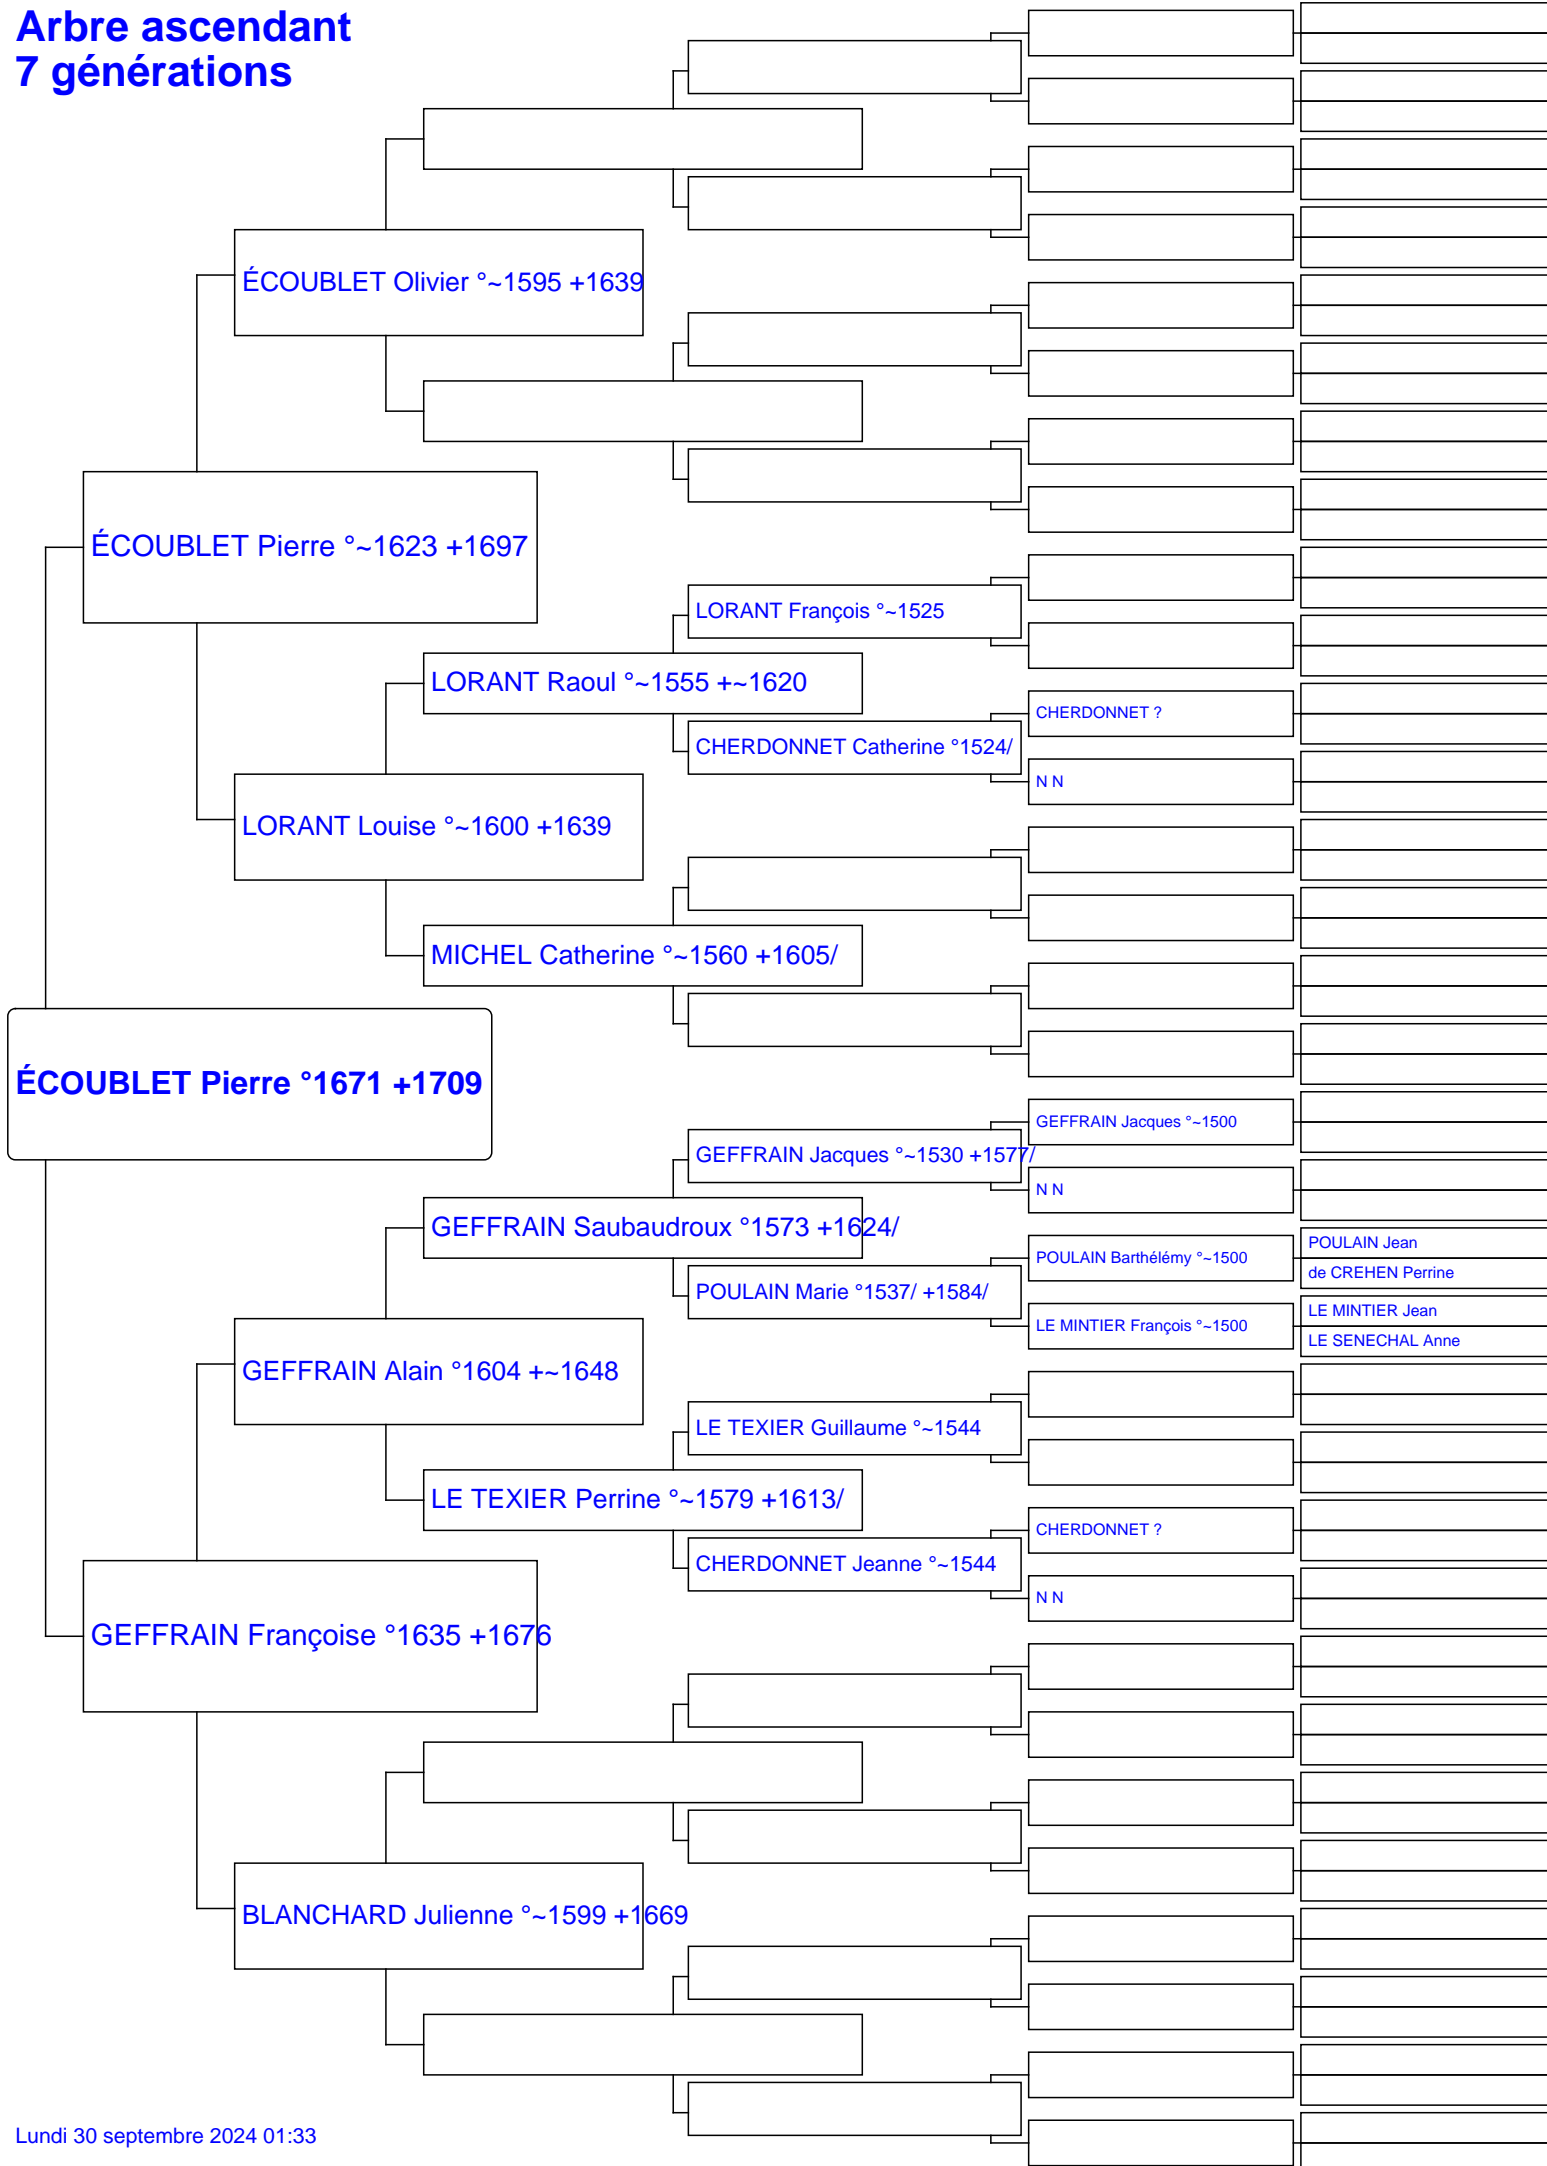 Arbre ascendant
7 générations
ÉCOUBLET Olivier °~1595 +1639
ÉCOUBLET Pierre °~1623 +1697
LORANT François °~1525
LORANT Raoul °~1555 +~1620
CHERDONNET ?
CHERDONNET Catherine °1524/
N N
LORANT Louise °~1600 +1639
MICHEL Catherine °~1560 +1605/
ÉCOUBLET Pierre °1671 +1709
GEFFRAIN Jacques °~1500
GEFFRAIN Jacques °~1530 +1577/
N N
GEFFRAIN Saubaudroux °1573 +1624/
POULAIN Jean
POULAIN Barthélémy °~1500
de CREHEN Perrine
POULAIN Marie °1537/ +1584/
LE MINTIER Jean
LE MINTIER François °~1500
LE SENECHAL Anne
GEFFRAIN Alain °1604 +~1648
LE TEXIER Guillaume °~1544
LE TEXIER Perrine °~1579 +1613/
CHERDONNET ?
CHERDONNET Jeanne °~1544
N N
GEFFRAIN Françoise °1635 +1676
BLANCHARD Julienne °~1599 +1669
Lundi 30 septembre 2024 01:33